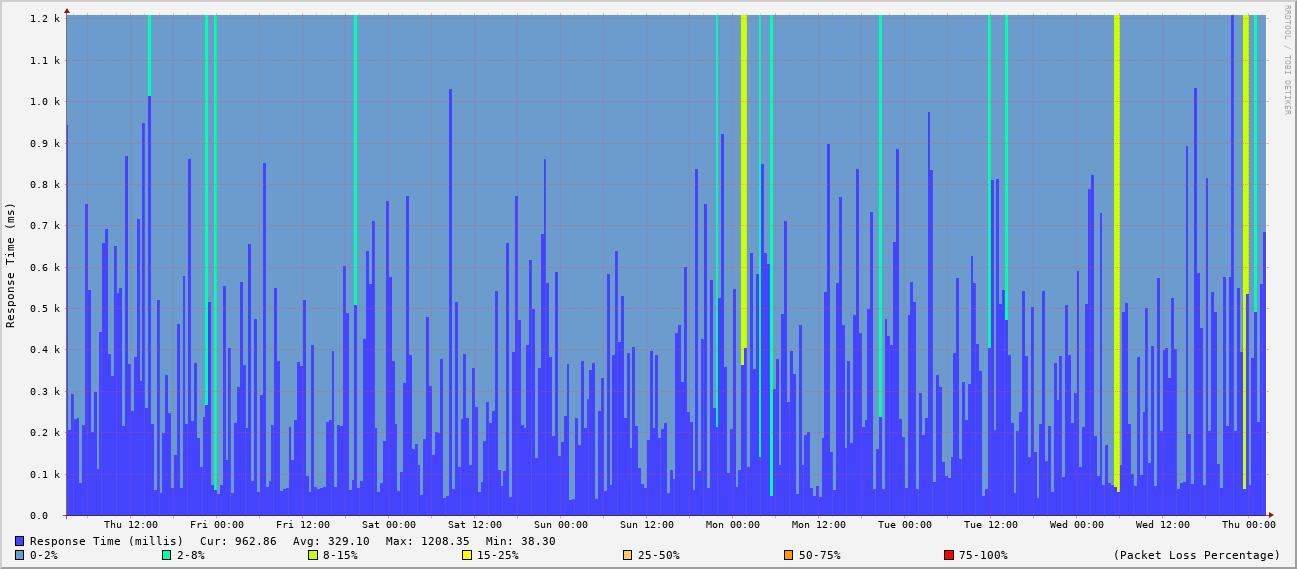 RRDTOOL / TOBI OETIKER
Response Time (ms)
1.2 k
1.1 k
1.0 k
0.9 k
0.8 k
0.7 k
0.6 k
0.5 k
0.4 k
0.3 k
0.2 k
0.1 k
0.0
Thu 12:00 Fri 00:00 Fri 12:00 Sat 00:00 Sat 12:00 Sun 00:00 Sun 12:00 Mon 00:00 Mon 12:00 Tue 00:00 Tue 12:00 Wed 00:00 Wed 12:00 Thu 00:00
Response Time (millis) Cur: 962.86 Avg: 329.10 Max: 1208.35 Min: 38.30
0-2% 2-8% 8-15% 15-25% 25-50% 50-75% 75-100% (Packet Loss Percentage)